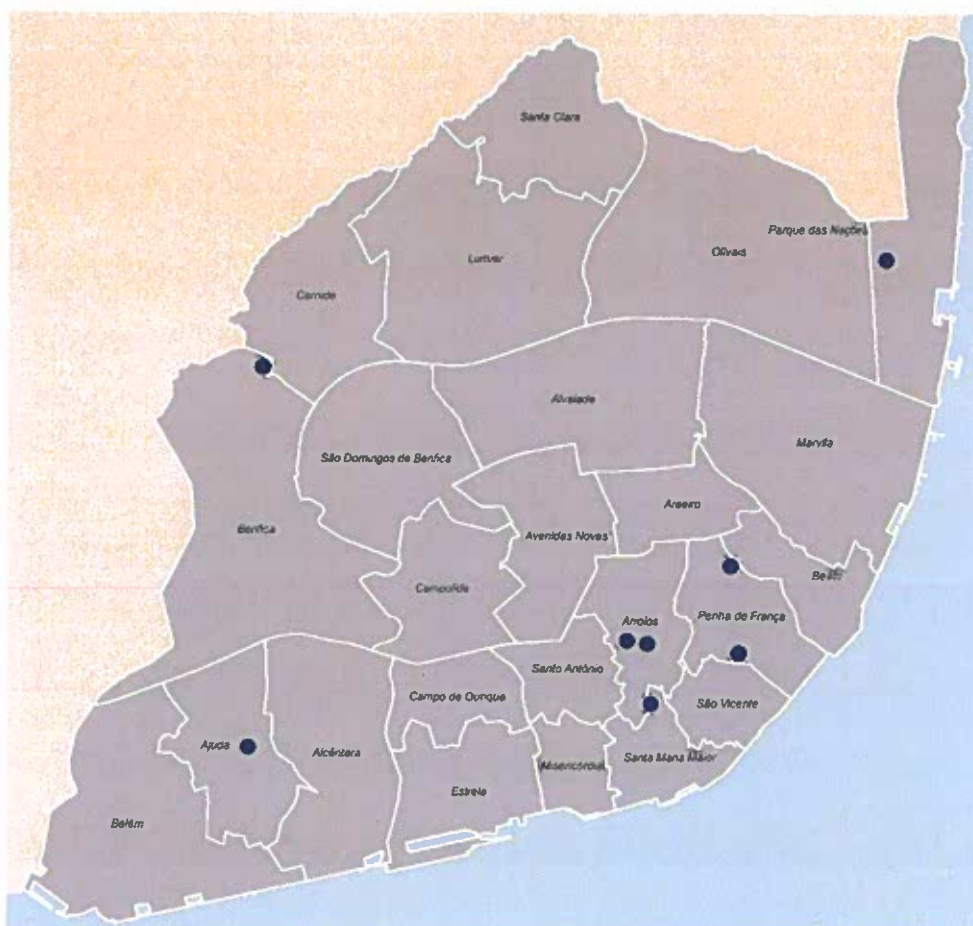 Santa Clara
Parque das Nações
Olivais
Lumiar
Carnide
Alvalade
Marvila
São Domingos de Benfica
Areeiro
Benfica
Avenidas Novas
Campolide
Penha de França
Arroios
Santo António
Campo de Ourique
São Vicente
Ajuda
Alcântara
Santa Maria Maior
Misericórdia
Estrela
Belém